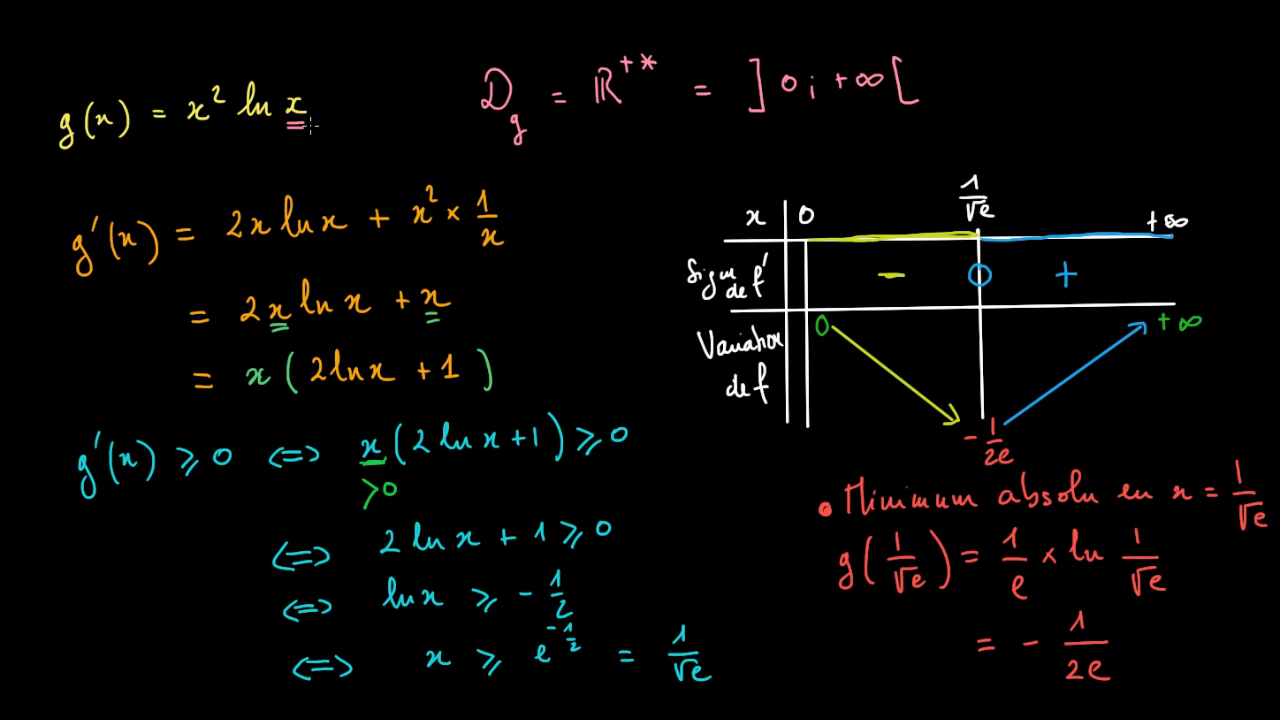 g(x) = x² ln x
D_g = ℝ⁺* = ]0 ; +∞[
g'(x) = 2x ln x + x² × 1/x
= 2x ln x + x
= x(2 ln x + 1)
g'(x) ⩾ 0 ⟺ x(2 ln x + 1) ⩾ 0
>0
⟺ 2 ln x + 1 ⩾ 0
⟺ ln x ⩾ - 1/2
⟺ x ⩾ e^(-1/2) = 1/√e
x 0 1/√e +∞
Signe de f' - 0 +
Variation de f 0 - 1/2e +∞
• Minimum absolu en x = 1/√e
g(1/√e) = 1/e × ln 1/√e
= - 1/2e